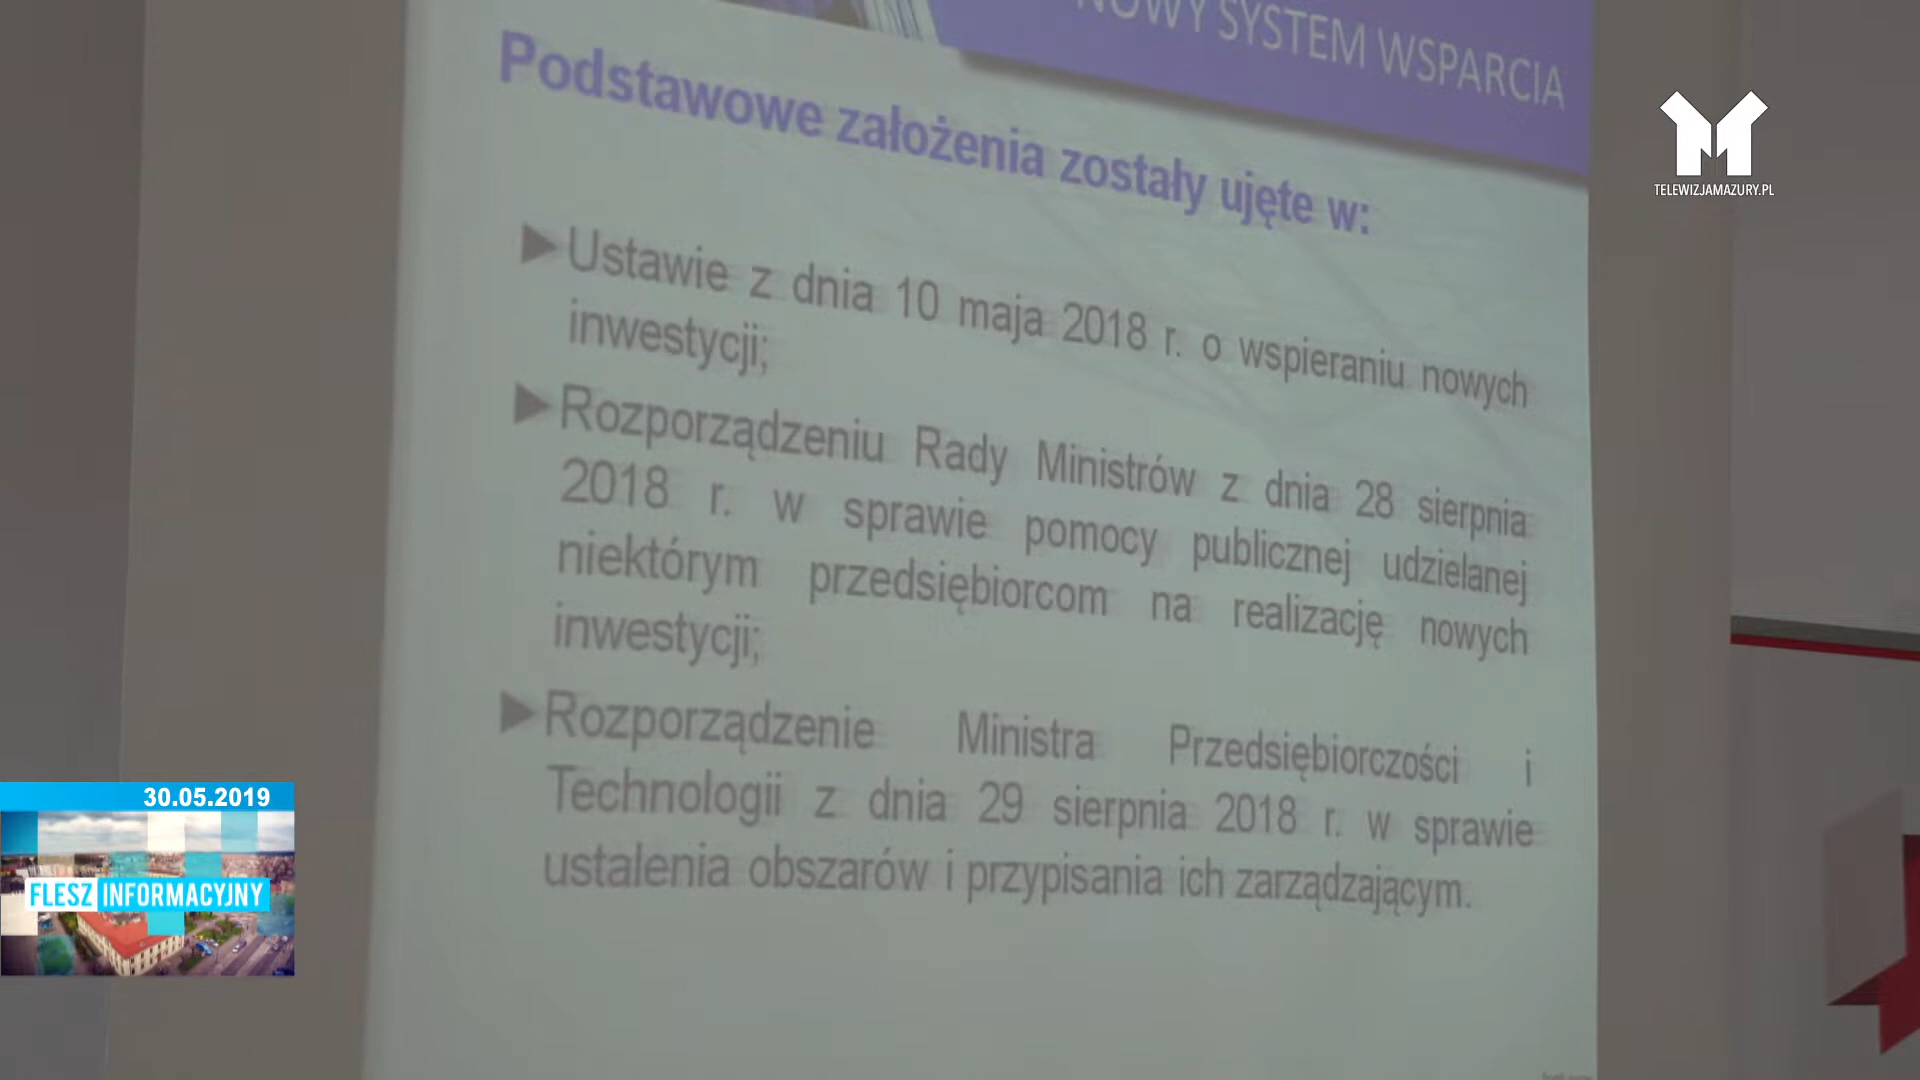 NOWY SYSTEM WSPARCIA
TELEWIZJAMAZURY.PL
Podstawowe założenia zostały ujęte w:
Ustawie z dnia 10 maja 2018 r. o wspieraniu nowych
inwestycji;
Rozporządzeniu Rady Ministrów z dnia 28 sierpnia
2018 r. w sprawie pomocy publicznej udzielanej
niektórym przedsiębiorcom na realizację nowych
inwestycji;
Rozporządzenie Ministra Przedsiębiorczości i
Technologii z dnia 29 sierpnia 2018 r. w sprawie
ustalenia obszarów i przypisania ich zarządzającym.
30.05.2019
FLESZ INFORMACYJNY